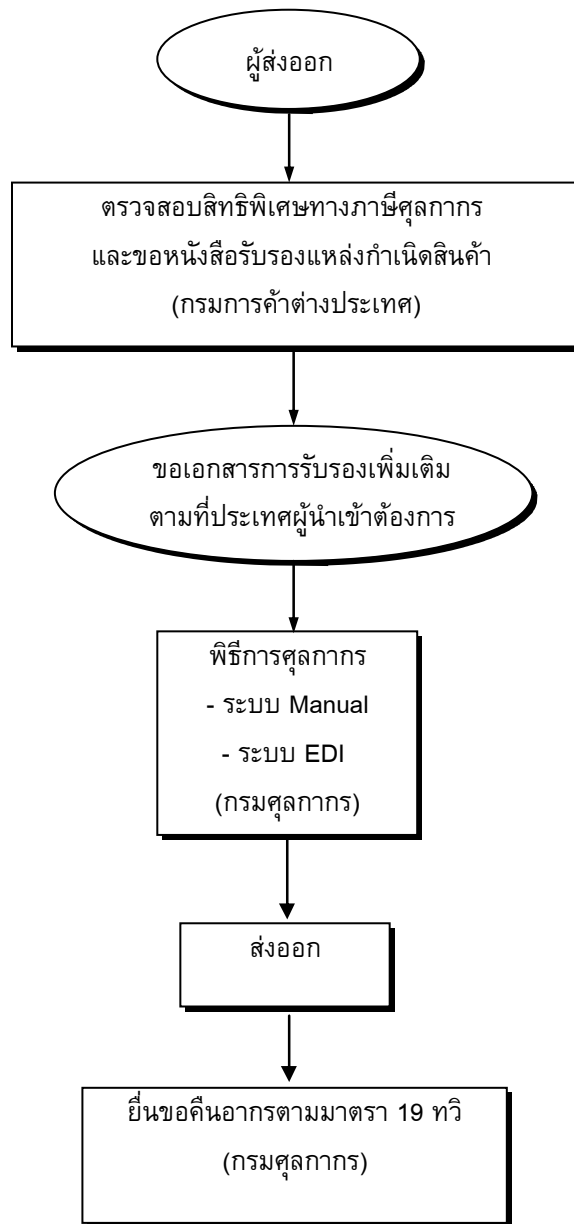 ผู้ส่งออก
ตรวจสอบสิทธิพิเศษทางภาษีศุลกากร
และขอหนังสือรับรองแหล่งกำเนิดสินค้า
(กรมการค้าต่างประเทศ)
ขอเอกสารการรับรองเพิ่มเติม
ตามที่ประเทศผู้นำเข้าต้องการ
พิธีการศุลกากร
- ระบบ Manual
- ระบบ EDI
(กรมศุลกากร)
ส่งออก
ยื่นขอคืนอากรตามมาตรา 19 ทวิ
(กรมศุลกากร)